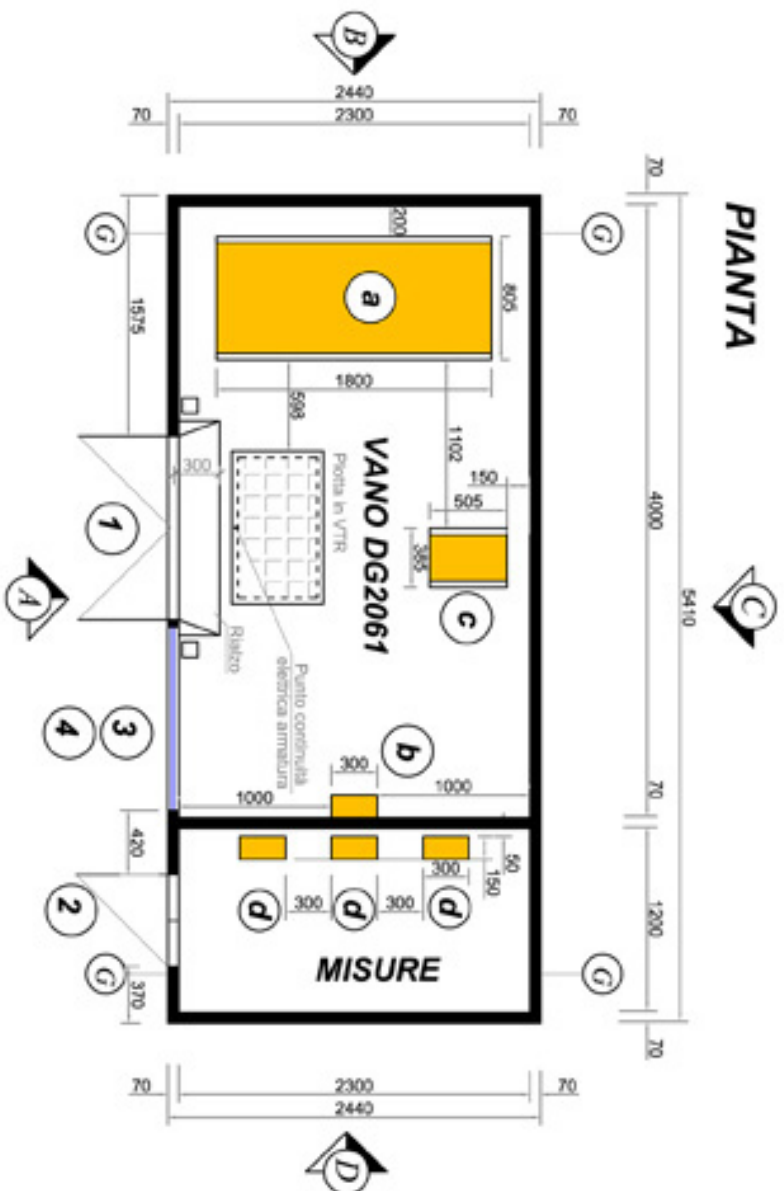 PIANTA
B
2440
70
2300
70
70
G
G
200
1575
a
805
1800
598
1102
150
505
385
4000
5410
300
Plotta in VTR
VANO DG2061
c
1
A
C
Rialzo
Punto continuità
elettrica armatura
3
4
b
300
1000
1000
70
420
50
150
300
300
300
d
d
d
2
1200
MISURE
G
G
370
70
70
2300
70
2440
D